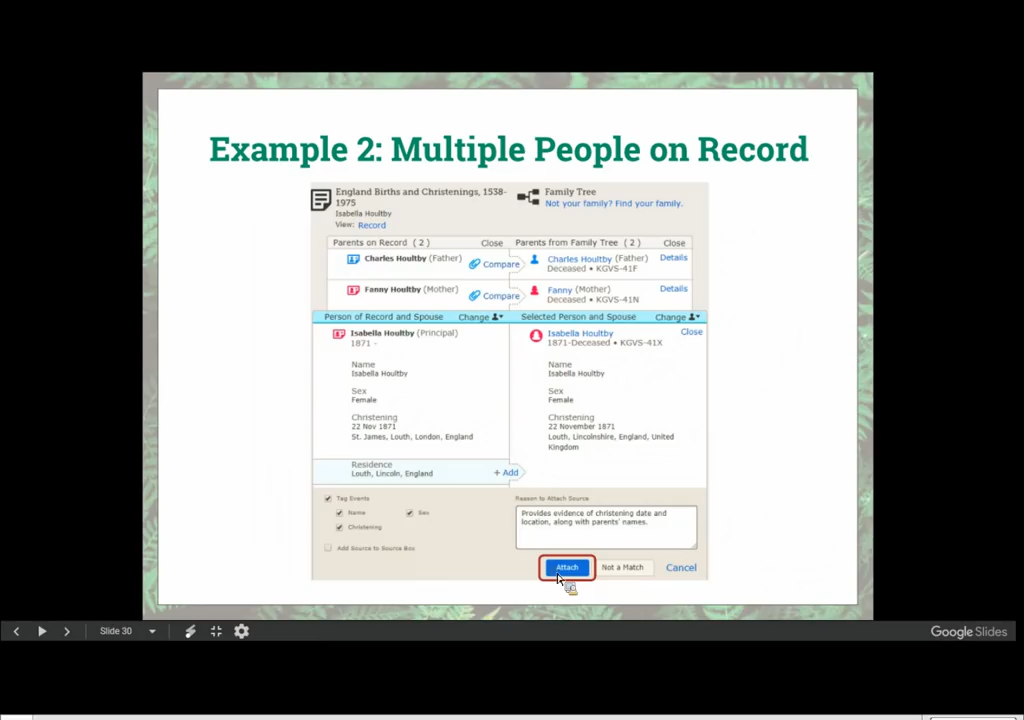 Example 2: Multiple People on Record
England Births and Christenings, 1538-
1975
Isabella Houltby
View: Record
Family Tree
Not your family? Find your family.
Parents on Record ( 2 ) Close
Parents from Family Tree ( 2 ) Close
Charles Houltby (Father) Compare
Charles Houltby (Father) Details
Deceased • KGVS-41F
Fanny Houltby (Mother) Compare
Fanny (Mother) Details
Deceased • KGVS-41N
Person of Record and Spouse Change
Selected Person and Spouse Change
Isabella Houltby (Principal)
1871 -
Name
Isabella Houltby
Sex
Female
Christening
22 Nov 1871
St. James, Louth, London, England
Residence
Louth, Lincoln, England
+ Add
Isabella Houltby Close
1871-Deceased • KGVS-41X
Name
Isabella Houltby
Sex
Female
Christening
22 November 1871
Louth, Lincolnshire, England, United
Kingdom
Tag Events
Name Sex
Christening
Add Source to Source Box
Reason to Attach Source
Provides evidence of christening date and
location, along with parents' names.
Attach Not a Match Cancel
Slide 30
Google Slides